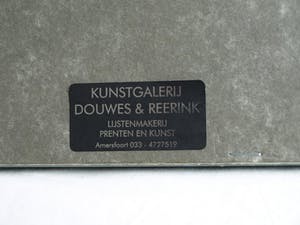 KUNSTGALERIJ
DOUWES & REERINK
LIJSTENMAKERIJ
PRENTEN EN KUNST
Amersfoort 033 - 4727519